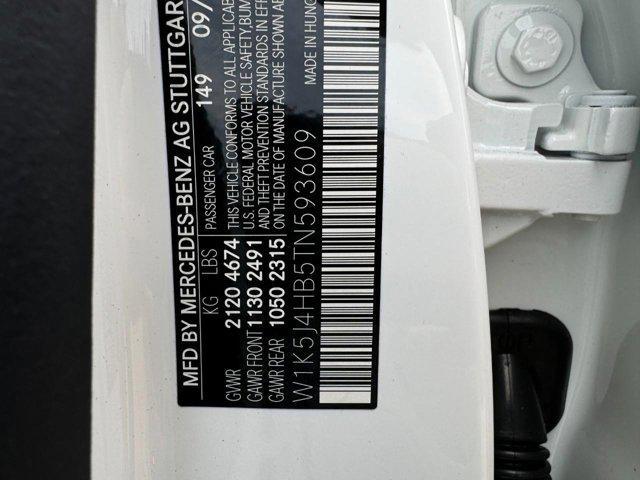 MFD BY MERCEDES-BENZ AG STUTTGAR
149 09/
PASSENGER CAR
KG LBS
GVWR 2120 4674
GAWR FRONT 1130 2491
GAWR REAR 1050 2315
THIS VEHICLE CONFORMS TO ALL APPLICABL
U.S. FEDERAL MOTOR VEHICLE SAFETY, BUM
AND THEFT PREVENTION STANDARDS IN EFF
ON THE DATE OF MANUFACTURE SHOWN AB
MADE IN HUNG
W1K5J4HB5TN593609